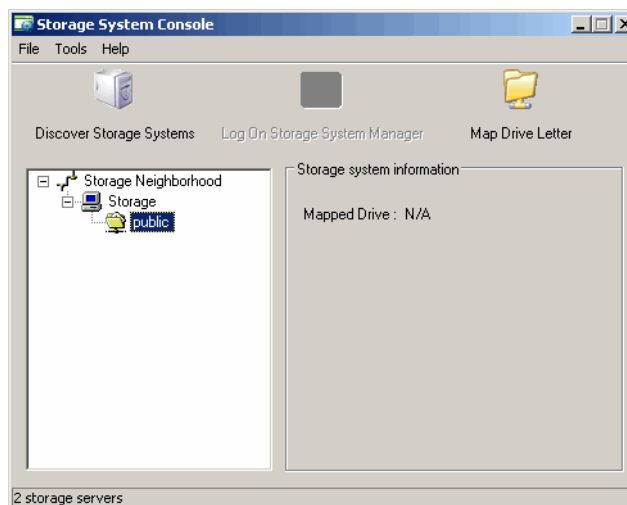 Storage System Console
File Tools Help
Discover Storage Systems Log On Storage System Manager Map Drive Letter
Storage Neighborhood
Storage
public
Storage system information
Mapped Drive : N/A
2 storage servers